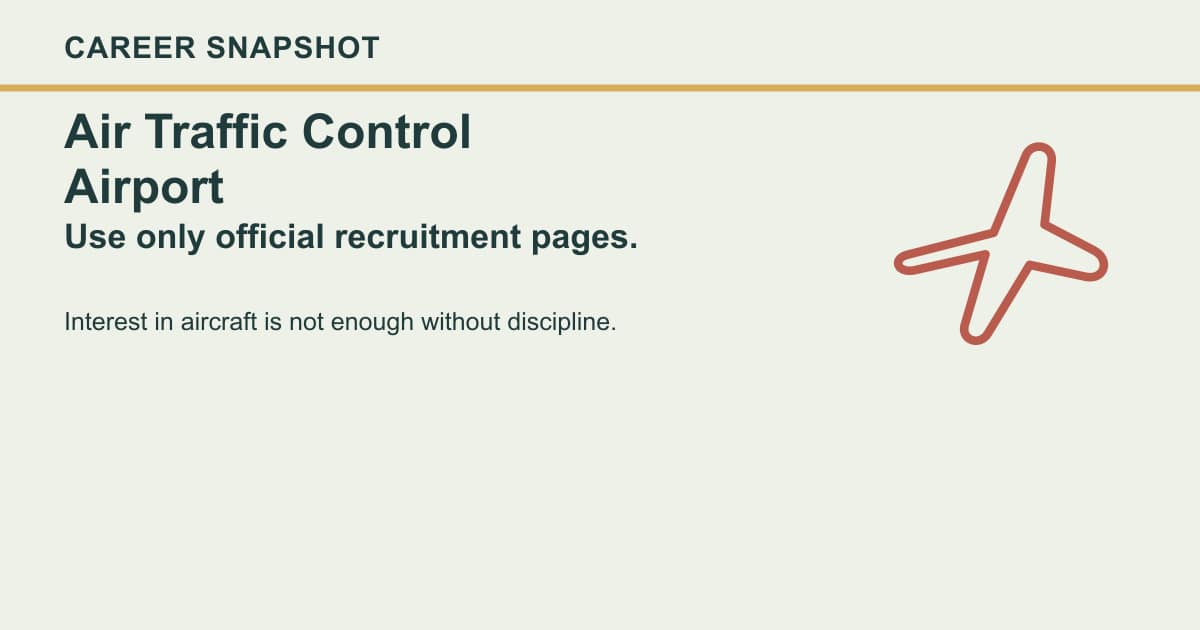 CAREER SNAPSHOT
Air Traffic Control
Airport
Use only official recruitment pages.
Interest in aircraft is not enough without discipline.